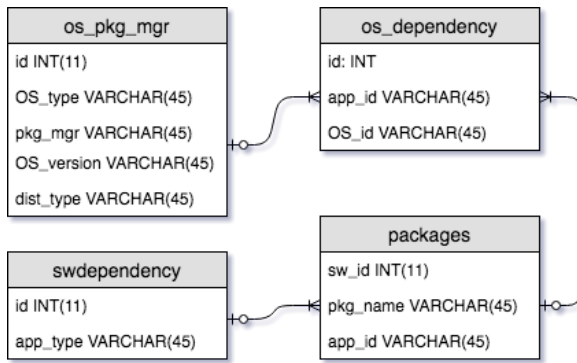 os_pkg_mgr
id INT(11)
OS_type VARCHAR(45)
pkg_mgr VARCHAR(45)
OS_version VARCHAR(45)
dist_type VARCHAR(45)
os_dependency
id: INT
app_id VARCHAR(45)
OS_id VARCHAR(45)
swdependency
id INT(11)
app_type VARCHAR(45)
packages
sw_id INT(11)
pkg_name VARCHAR(45)
app_id VARCHAR(45)